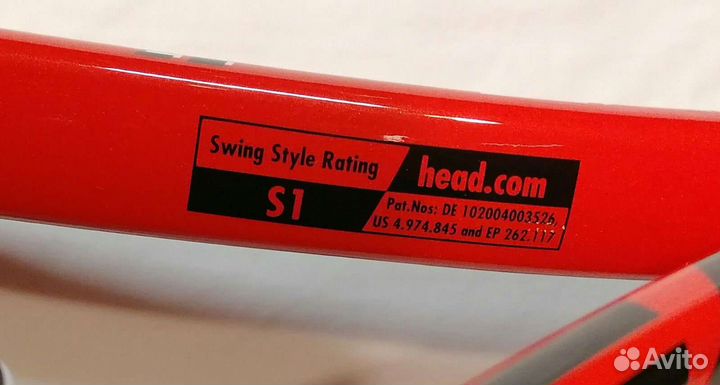 Swing Style Rating
S1
head.com
Pat.Nos: DE 102004003526,
US 4.974.845 and EP 262.117
Avito